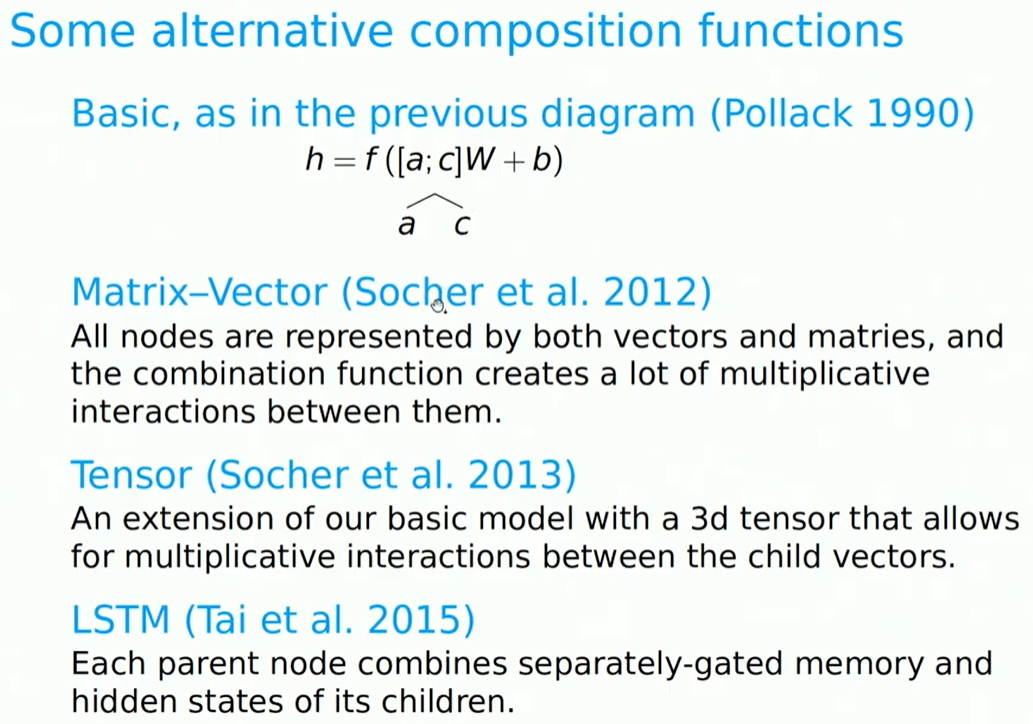 Some alternative composition functions
Basic, as in the previous diagram (Pollack 1990)
h = f ([a; c]W + b)
a c
Matrix–Vector (Socher et al. 2012)
All nodes are represented by both vectors and matries, and
the combination function creates a lot of multiplicative
interactions between them.
Tensor (Socher et al. 2013)
An extension of our basic model with a 3d tensor that allows
for multiplicative interactions between the child vectors.
LSTM (Tai et al. 2015)
Each parent node combines separately-gated memory and
hidden states of its children.